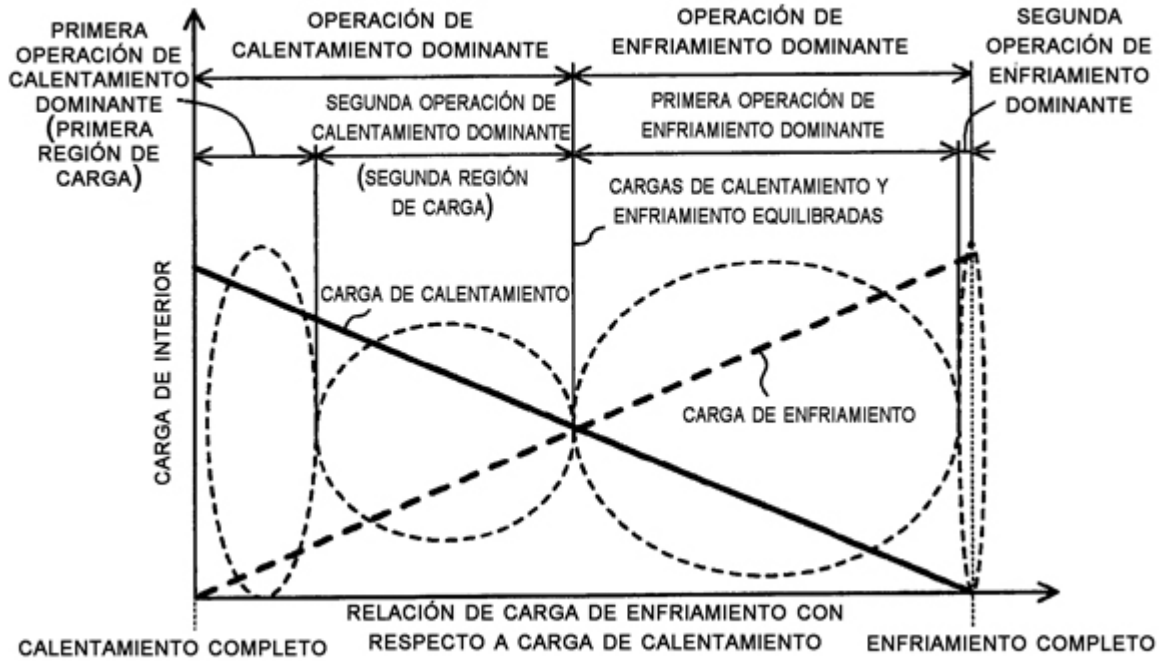 PRIMERA
OPERACIÓN DE
CALENTAMIENTO
DOMINANTE
(PRIMERA
REGIÓN DE
CARGA)
OPERACIÓN DE
CALENTAMIENTO DOMINANTE
OPERACIÓN DE
ENFRIAMIENTO DOMINANTE
SEGUNDA
OPERACIÓN DE
ENFRIAMIENTO
DOMINANTE
SEGUNDA OPERACIÓN DE
CALENTAMIENTO DOMINANTE
(SEGUNDA REGIÓN
DE CARGA)
PRIMERA OPERACIÓN DE
ENFRIAMIENTO DOMINANTE
CARGAS DE CALENTAMIENTO Y
ENFRIAMIENTO EQUILIBRADAS
CARGA DE INTERIOR
CARGA DE CALENTAMIENTO
CARGA DE ENFRIAMIENTO
RELACIÓN DE CARGA DE ENFRIAMIENTO CON
RESPECTO A CARGA DE CALENTAMIENTO
CALENTAMIENTO COMPLETO
ENFRIAMIENTO COMPLETO